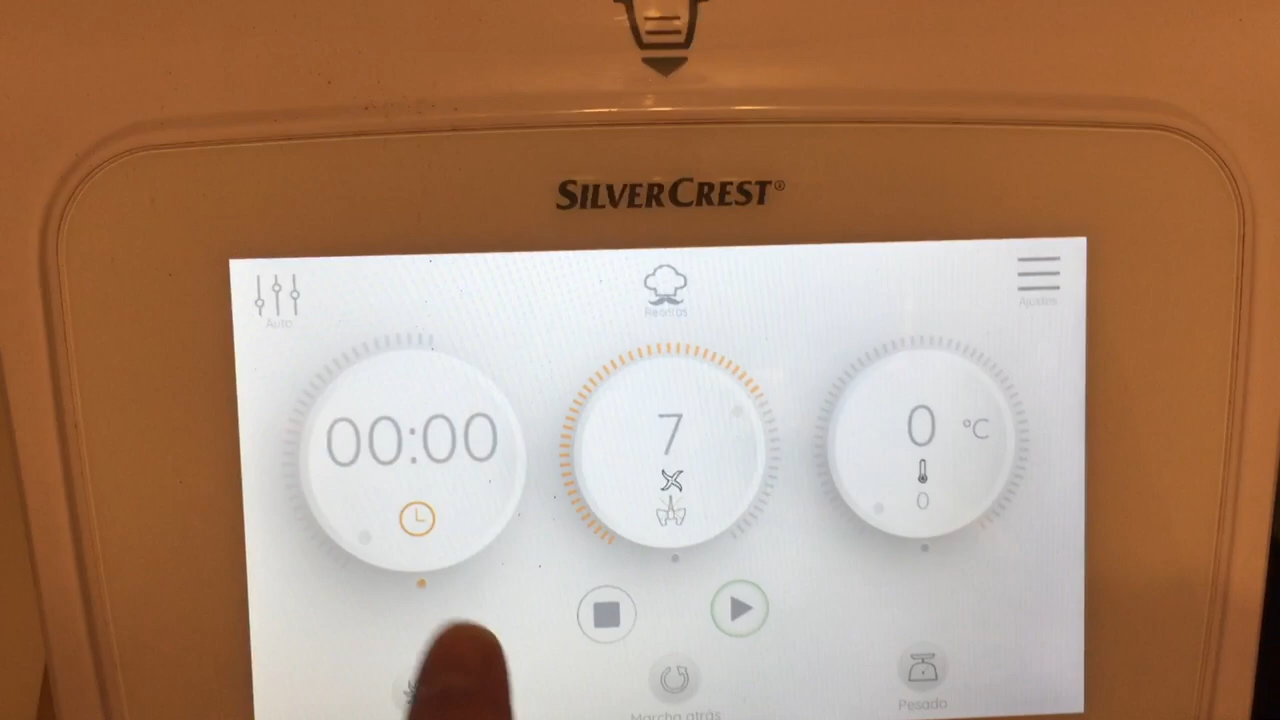 SILVERCREST®
Auto
Recetas
Ajustes
00:00
7
0 °C
0
Marcha atrás
Pesado